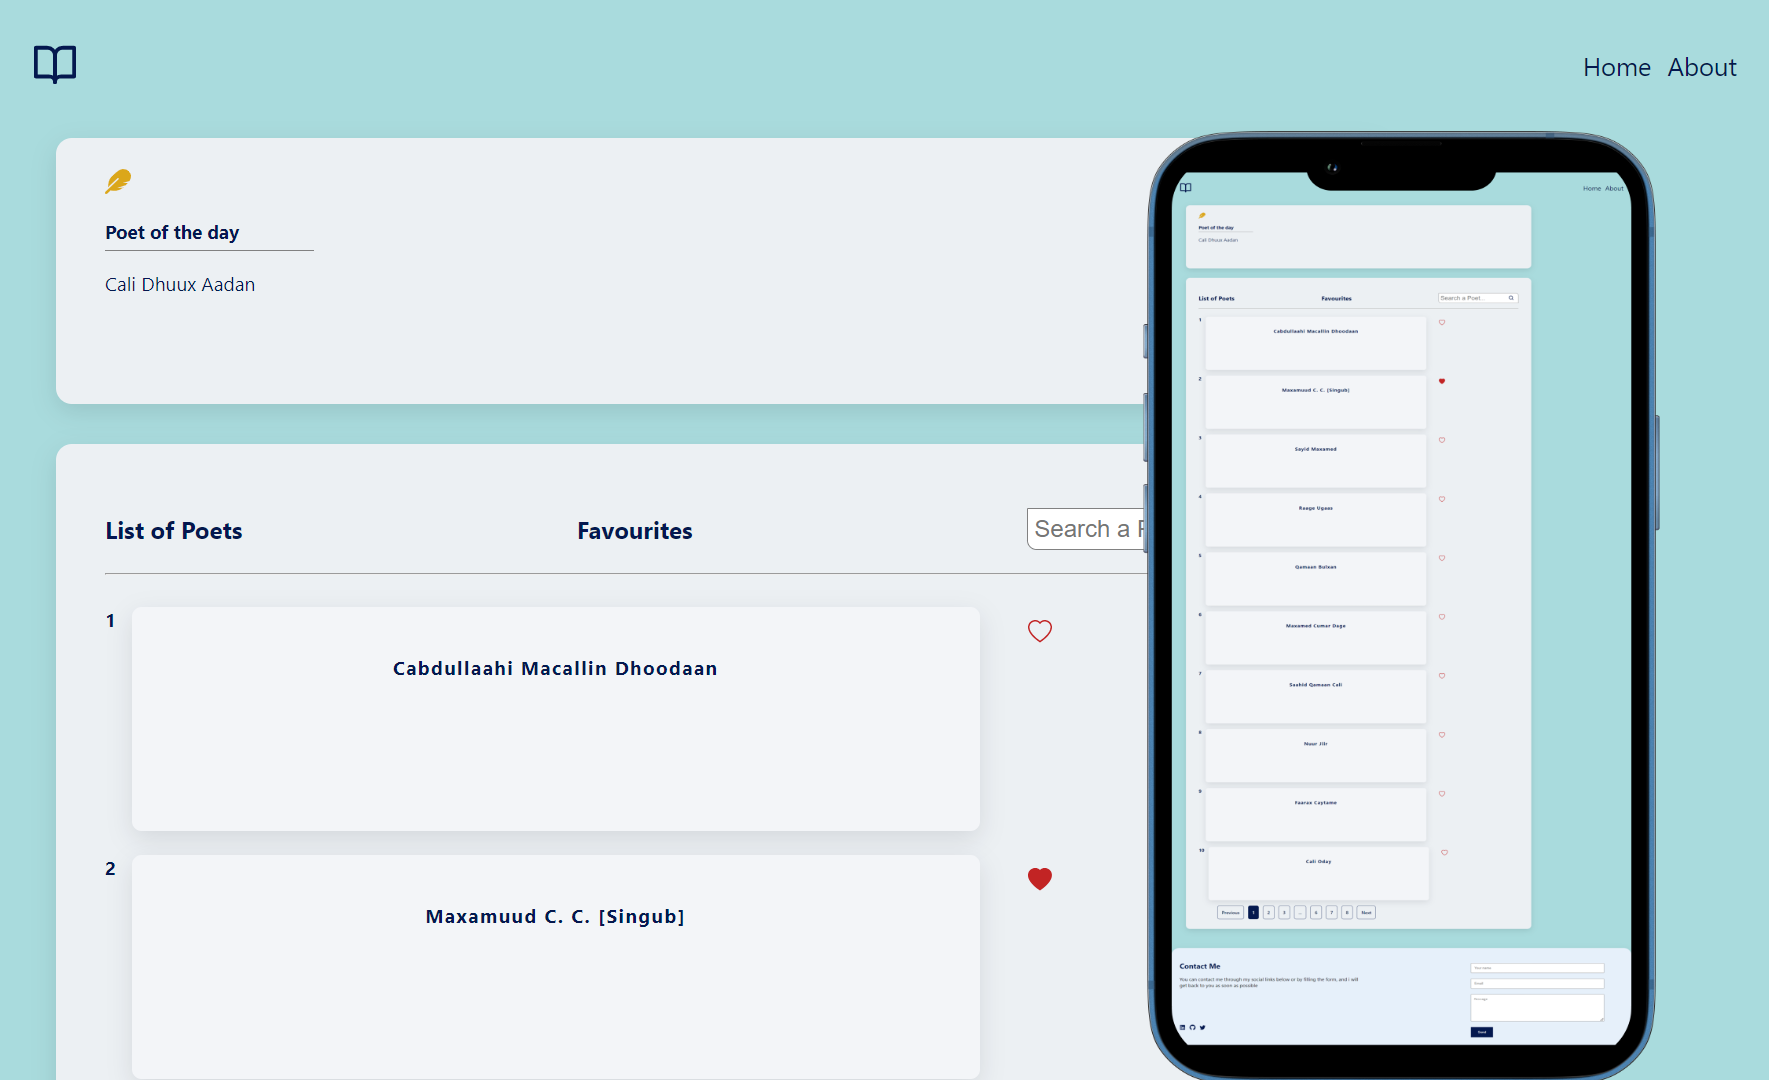 Home About
Poet of the day
Cali Dhuux Aadan
List of Poets
Favourites
Search a
1
Cabdullaahi Macallin Dhoodaan
2
Maxamuud C. C. [Singub]
Home About
Poet of the day
Cali Dhuux Aadan
List of Poets
Favourites
Search a Poet...
1
Cabdullaahi Macallin Dhoodaan
2
Maxamuud C. C. [Singub]
3
Sayid Maxamed
4
Raage Ugaas
5
Qamaan Bulxan
6
Maxamed Cumar Dage
7
Saahid Qamaan Cali
8
9
Faarax
10
Cali
Previous 1 2 3 ... 6 7 8 Next
Contact Me
You can contact me through my social links below or by filling the form, and I will
get back to you as soon as possible
Your name
Email
Message
Send